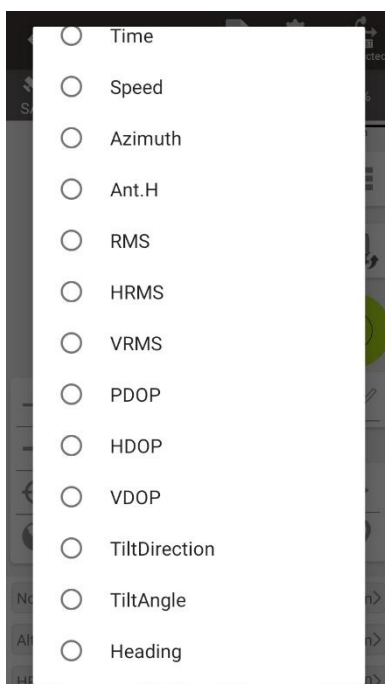 Time
Speed
Azimuth
Ant.H
RMS
HRMS
VRMS
PDOP
HDOP
VDOP
TiltDirection
TiltAngle
Heading